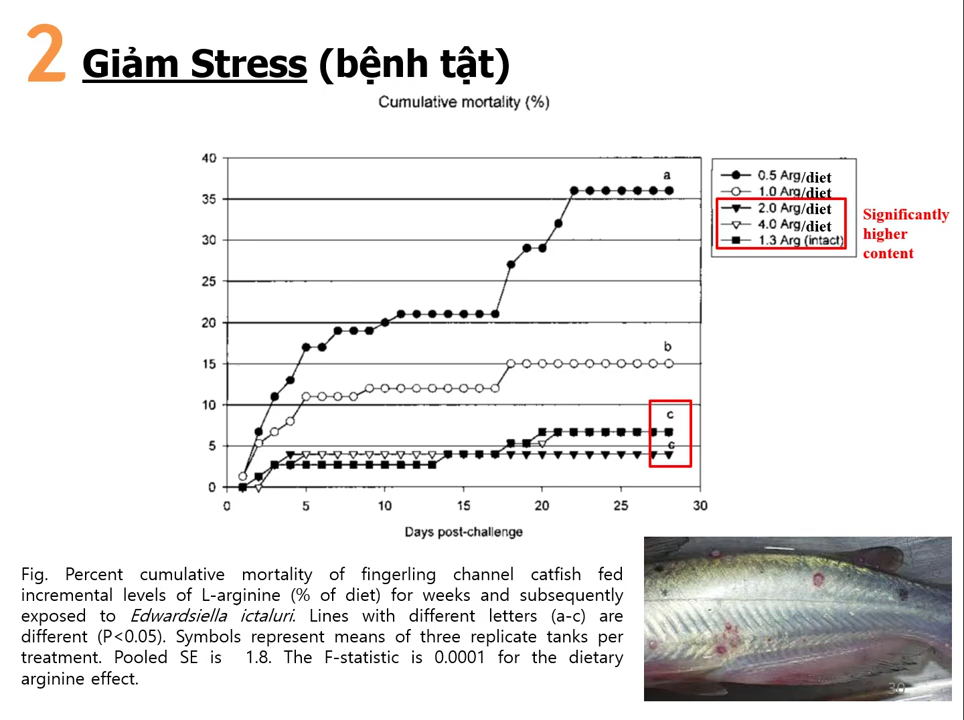 2 Giảm Stress (bệnh tật)
Cumulative mortality (%)
40
35
30
25
20
15
10
5
0
0 5 10 15 20 25 30
Days post-challenge
a
b
c
c
0.5 Arg/diet
1.0 Arg/diet
2.0 Arg/diet
4.0 Arg/diet
1.3 Arg (intact)
Significantly
higher
content
Fig. Percent cumulative mortality of fingerling channel catfish fed
incremental levels of L-arginine (% of diet) for weeks and subsequently
exposed to Edwardsiella ictaluri. Lines with different letters (a-c) are
different (P<0.05). Symbols represent means of three replicate tanks per
treatment. Pooled SE is 1.8. The F-statistic is 0.0001 for the dietary
arginine effect.
30